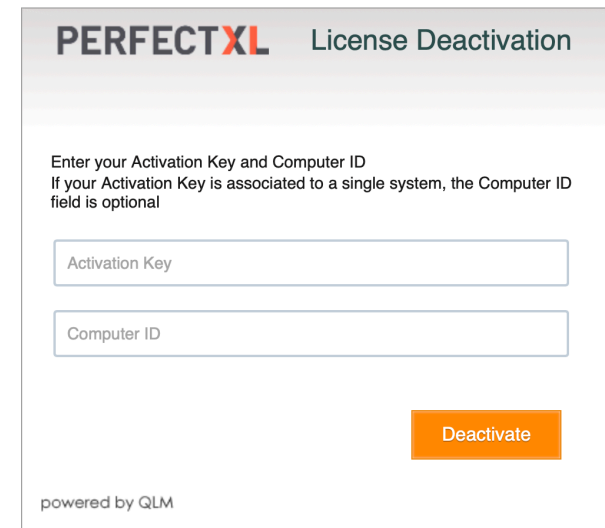 PERFECTXL License Deactivation
Enter your Activation Key and Computer ID
If your Activation Key is associated to a single system, the Computer ID
field is optional
Activation Key
Computer ID
Deactivate
powered by QLM